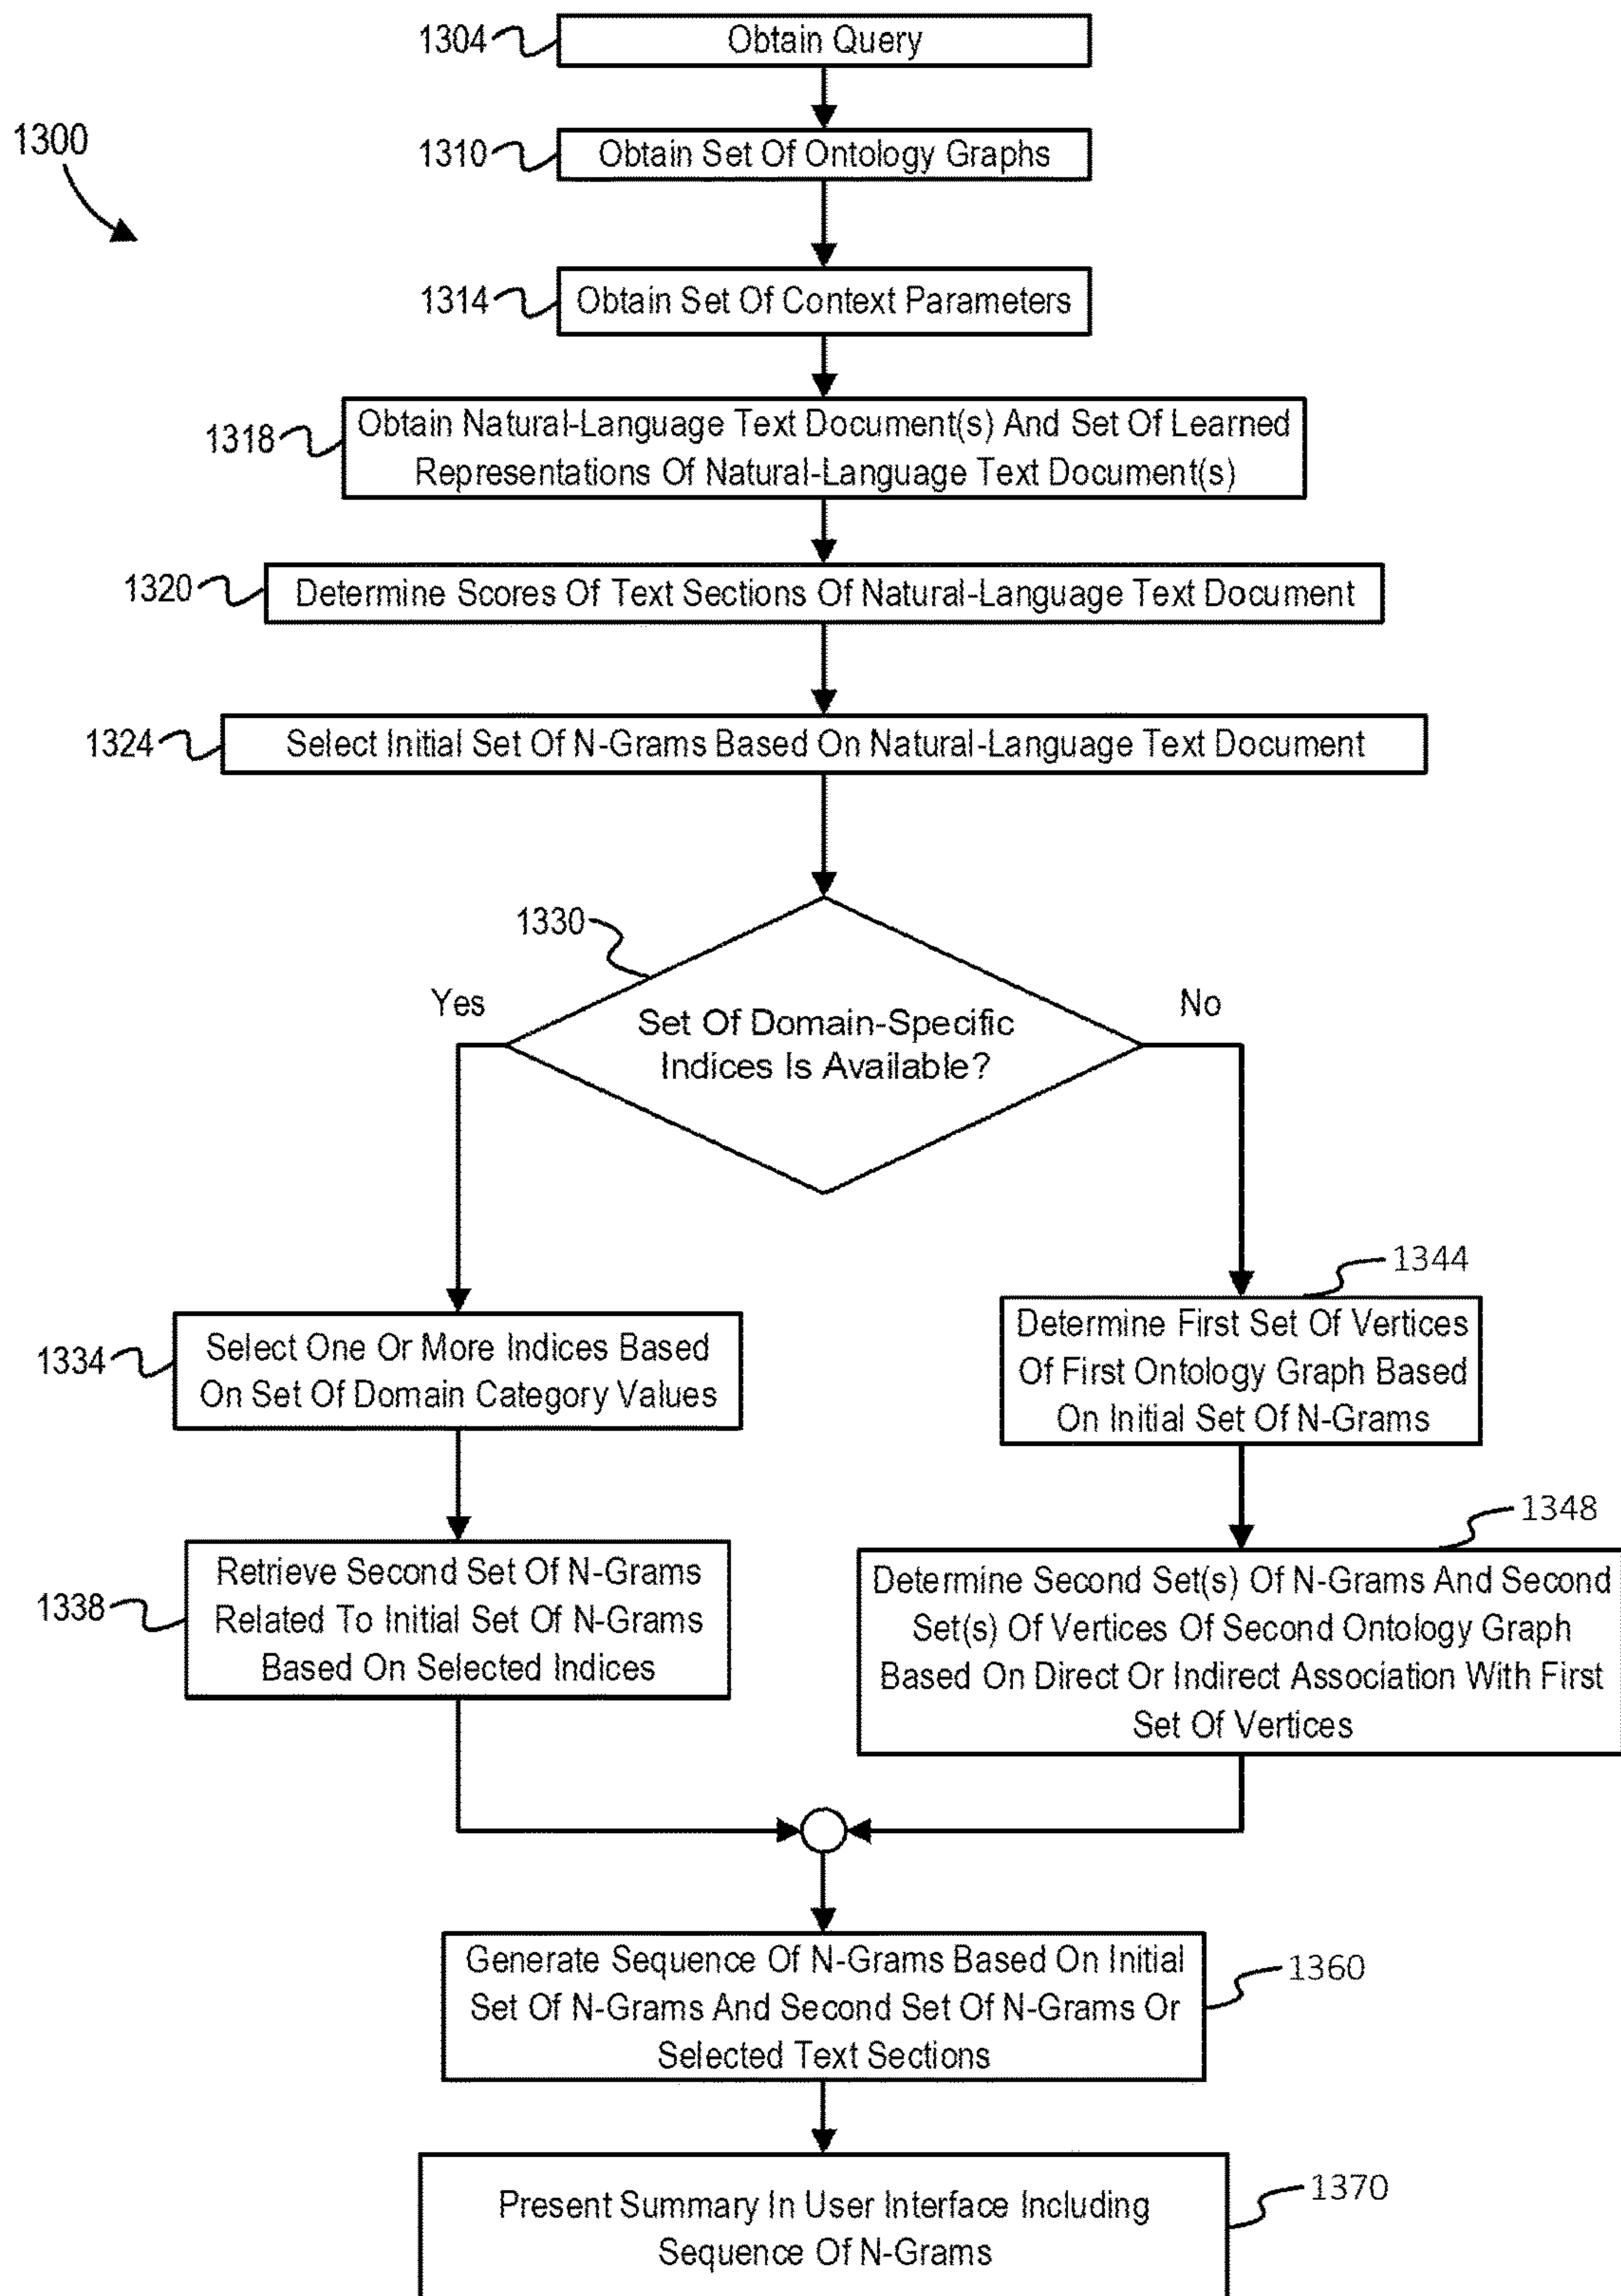 1304
Obtain Query
1300
1310
Obtain Set Of Ontology Graphs
1314
Obtain Set Of Context Parameters
1318
Obtain Natural-Language Text Document(s) And Set Of Learned
Representations Of Natural-Language Text Document(s)
1320
Determine Scores Of Text Sections Of Natural-Language Text Document
1324
Select Initial Set Of N-Grams Based On Natural-Language Text Document
1330
Yes
No
Set Of Domain-Specific
Indices Is Available?
1334
Select One Or More Indices Based
On Set Of Domain Category Values
1344
Determine First Set Of Vertices
Of First Ontology Graph Based
On Initial Set Of N-Grams
1338
Retrieve Second Set Of N-Grams
Related To Initial Set Of N-Grams
Based On Selected Indices
1348
Determine Second Set(s) Of N-Grams And Second
Set(s) Of Vertices Of Second Ontology Graph
Based On Direct Or Indirect Association With First
Set Of Vertices
Generate Sequence Of N-Grams Based On Initial
Set Of N-Grams And Second Set Of N-Grams Or
Selected Text Sections
1360
Present Summary In User Interface Including
Sequence Of N-Grams
1370